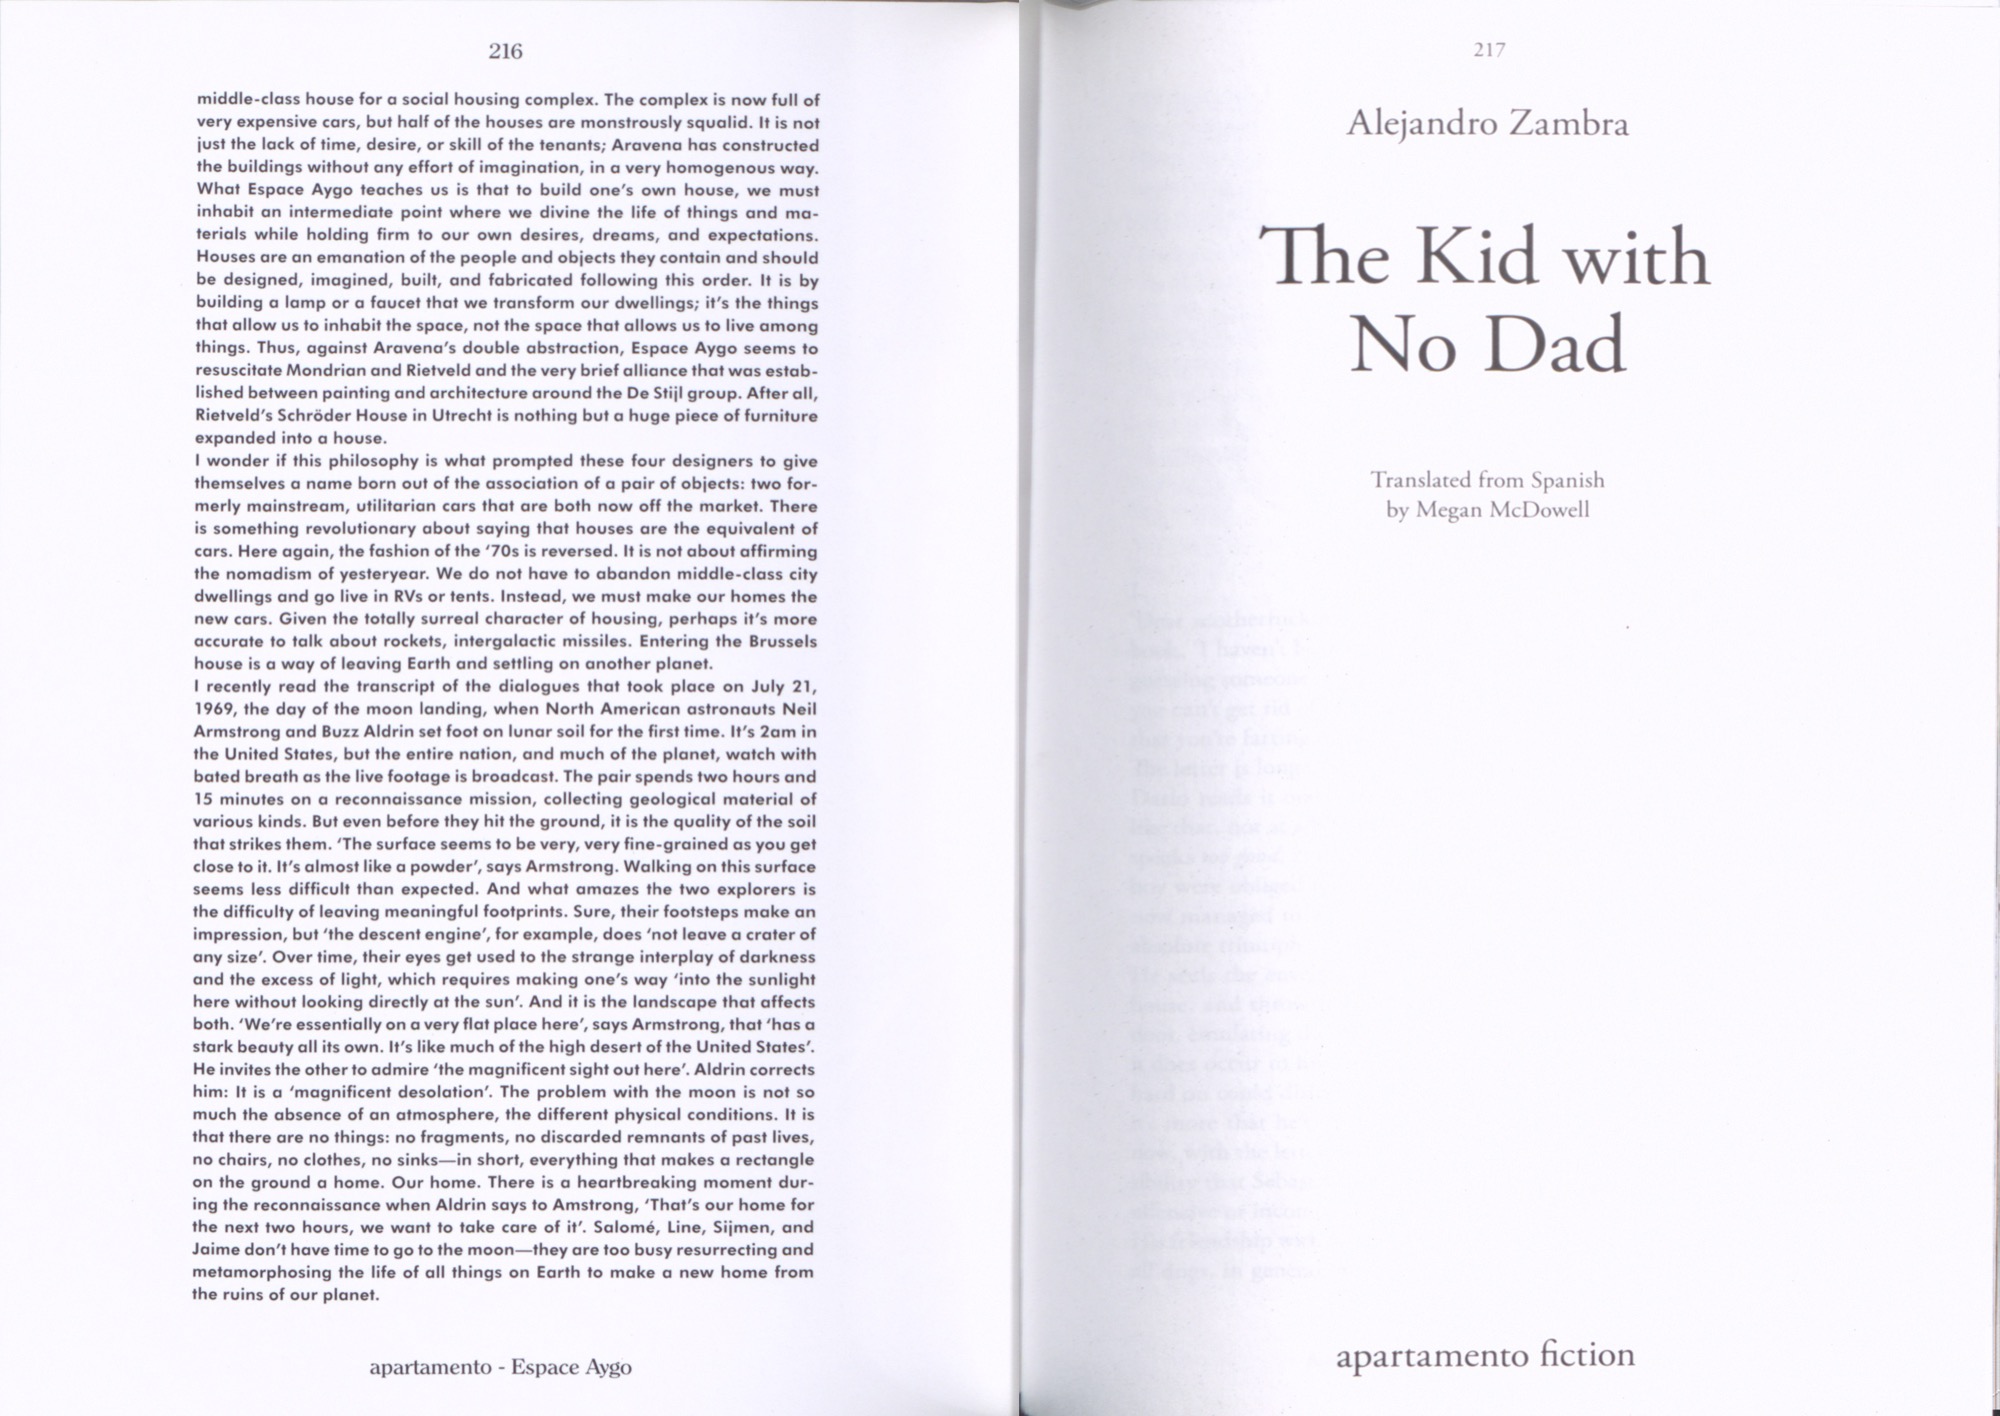 216
middle-class house for a social housing complex. The complex is now full of
very expensive cars, but half of the houses are monstrously squalid. It is not
just the lack of time, desire, or skill of the tenants; Aravena has constructed
the buildings without any effort of imagination, in a very homogenous way.
What Espace Aygo teaches us is that to build one’s own house, we must
inhabit an intermediate point where we divine the life of things and ma-
terials while holding firm to our own desires, dreams, and expectations.
Houses are an emanation of the people and objects they contain and should
be designed, imagined, built, and fabricated following this order. It is by
building a lamp or a faucet that we transform our dwellings; it’s the things
that allow us to inhabit the space, not the space that allows us to live among
things. Thus, against Aravena’s double abstraction, Espace Aygo seems to
resuscitate Mondrian and Rietveld and the very brief alliance that was estab-
lished between painting and architecture around the De Stijl group. After all,
Rietveld’s Schröder House in Utrecht is nothing but a huge piece of furniture
expanded into a house.
I wonder if this philosophy is what prompted these four designers to give
themselves a name born out of the association of a pair of objects: two for-
merly mainstream, utilitarian cars that are both now off the market. There
is something revolutionary about saying that houses are the equivalent of
cars. Here again, the fashion of the ‘70s is reversed. It is not about affirming
the nomadism of yesteryear. We do not have to abandon middle-class city
dwellings and go live in RVs or tents. Instead, we must make our homes the
new cars. Given the totally surreal character of housing, perhaps it’s more
accurate to talk about rockets, intergalactic missiles. Entering the Brussels
house is a way of leaving Earth and settling on another planet.
I recently read the transcript of the dialogues that took place on July 21,
1969, the day of the moon landing, when North American astronauts Neil
Armstrong and Buzz Aldrin set foot on lunar soil for the first time. It’s 2am in
the United States, but the entire nation, and much of the planet, watch with
bated breath as the live footage is broadcast. The pair spends two hours and
15 minutes on a reconnaissance mission, collecting geological material of
various kinds. But even before they hit the ground, it is the quality of the soil
that strikes them. ‘The surface seems to be very, very fine-grained as you get
close to it. It’s almost like a powder’, says Armstrong. Walking on this surface
seems less difficult than expected. And what amazes the two explorers is
the difficulty of leaving meaningful footprints. Sure, their footsteps make an
impression, but ‘the descent engine’, for example, does ‘not leave a crater of
any size’. Over time, their eyes get used to the strange interplay of darkness
and the excess of light, which requires making one’s way ‘into the sunlight
here without looking directly at the sun’. And it is the landscape that affects
both. ‘We’re essentially on a very flat place here’, says Armstrong, that ‘has a
stark beauty all its own. It’s like much of the high desert of the United States’.
He invites the other to admire ‘the magnificent sight out here’. Aldrin corrects
him: It is a ‘magnificent desolation’. The problem with the moon is not so
much the absence of an atmosphere, the different physical conditions. It is
that there are no things: no fragments, no discarded remnants of past lives,
no chairs, no clothes, no sinks—in short, everything that makes a rectangle
on the ground a home. Our home. There is a heartbreaking moment dur-
ing the reconnaissance when Aldrin says to Amstrong, ‘That’s our home for
the next two hours, we want to take care of it’. Salomé, Line, Sijmen, and
Jaime don’t have time to go to the moon—they are too busy resurrecting and
metamorphosing the life of all things on Earth to make a new home from
the ruins of our planet.
apartamento - Espace Aygo
217
Alejandro Zambra
The Kid with
No Dad
Translated from Spanish
by Megan McDowell
apartamento fiction